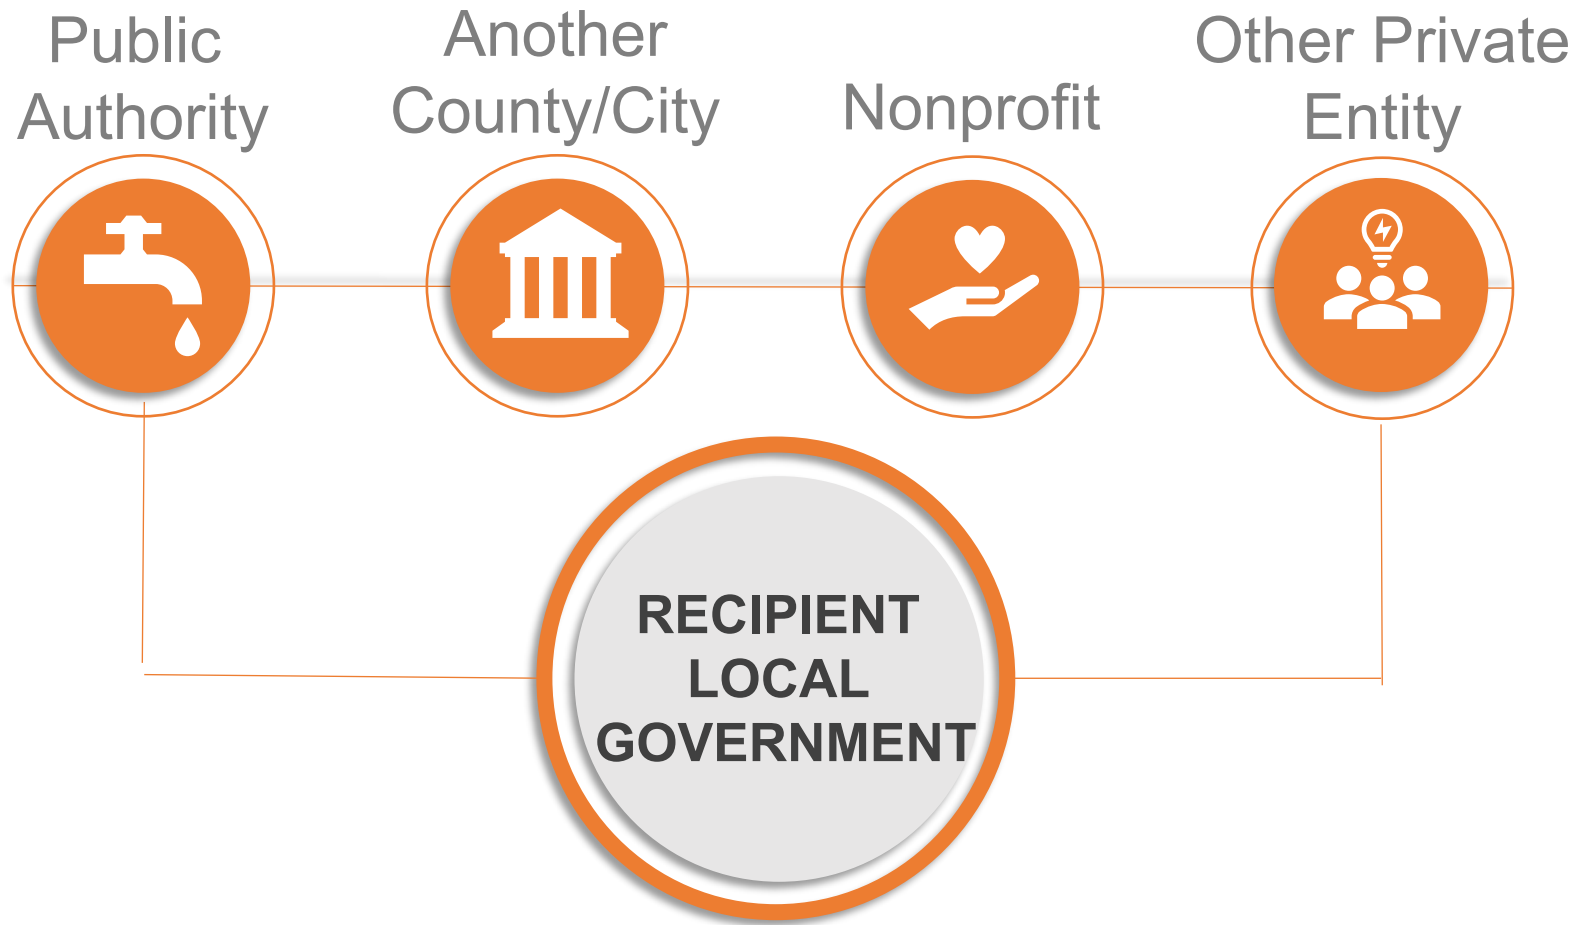 Public
Authority
Another
County/City
Nonprofit
Other Private
Entity
RECIPIENT
LOCAL
GOVERNMENT